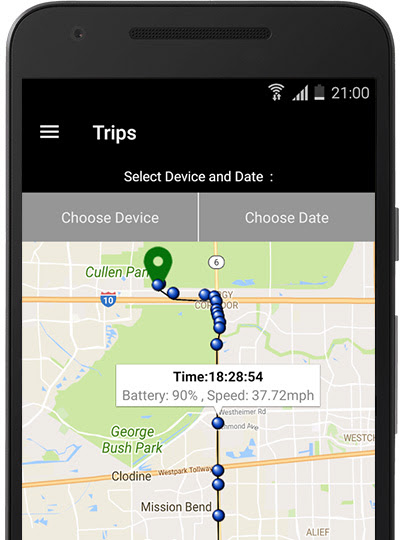 21:00
Trips
Select Device and Date :
Choose Device
Choose Date
Cullen Park
6
10
GY
CORRIDOR
Time:18:28:54
Battery: 90% , Speed: 37.72mph
Westheimer Rd
mond Ave
George
Bush Park
WESTCH
Clodine
Westpark Tollway
Mission Bend
ALIEF